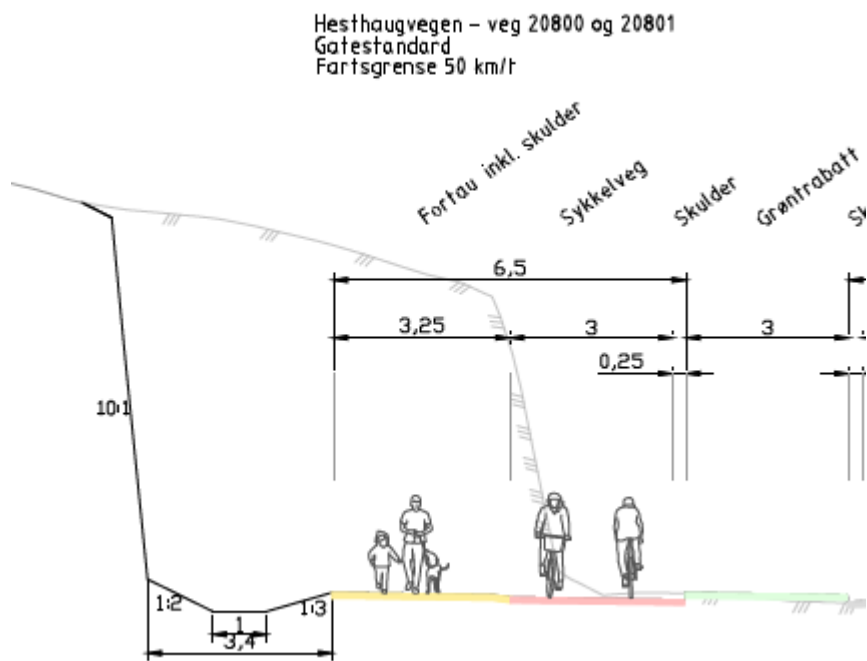 Hesthaugvegen - veg 20800 og 20801
Gatestandard
Fartsgrense 50 km/t
Fortau inkl. skulder
Sykkelveg
Skulder
Grøntrabatt
6,5
3,25
3
3
0,25
10:1
1:2
1
1:3
3,4